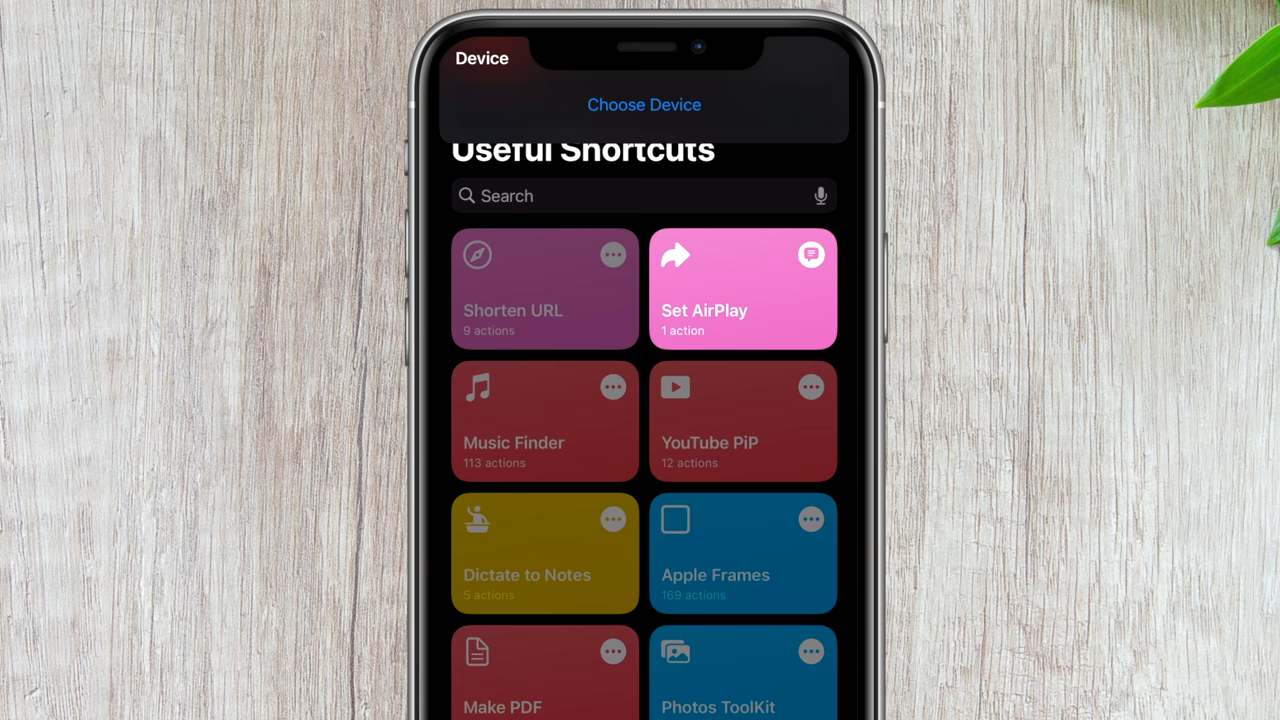 Device
Choose Device
Useful Shortcuts
Search
Shorten URL
9 actions
Set AirPlay
1 action
Music Finder
113 actions
YouTube PiP
12 actions
Dictate to Notes
5 actions
Apple Frames
169 actions
Make PDF
Photos ToolKit